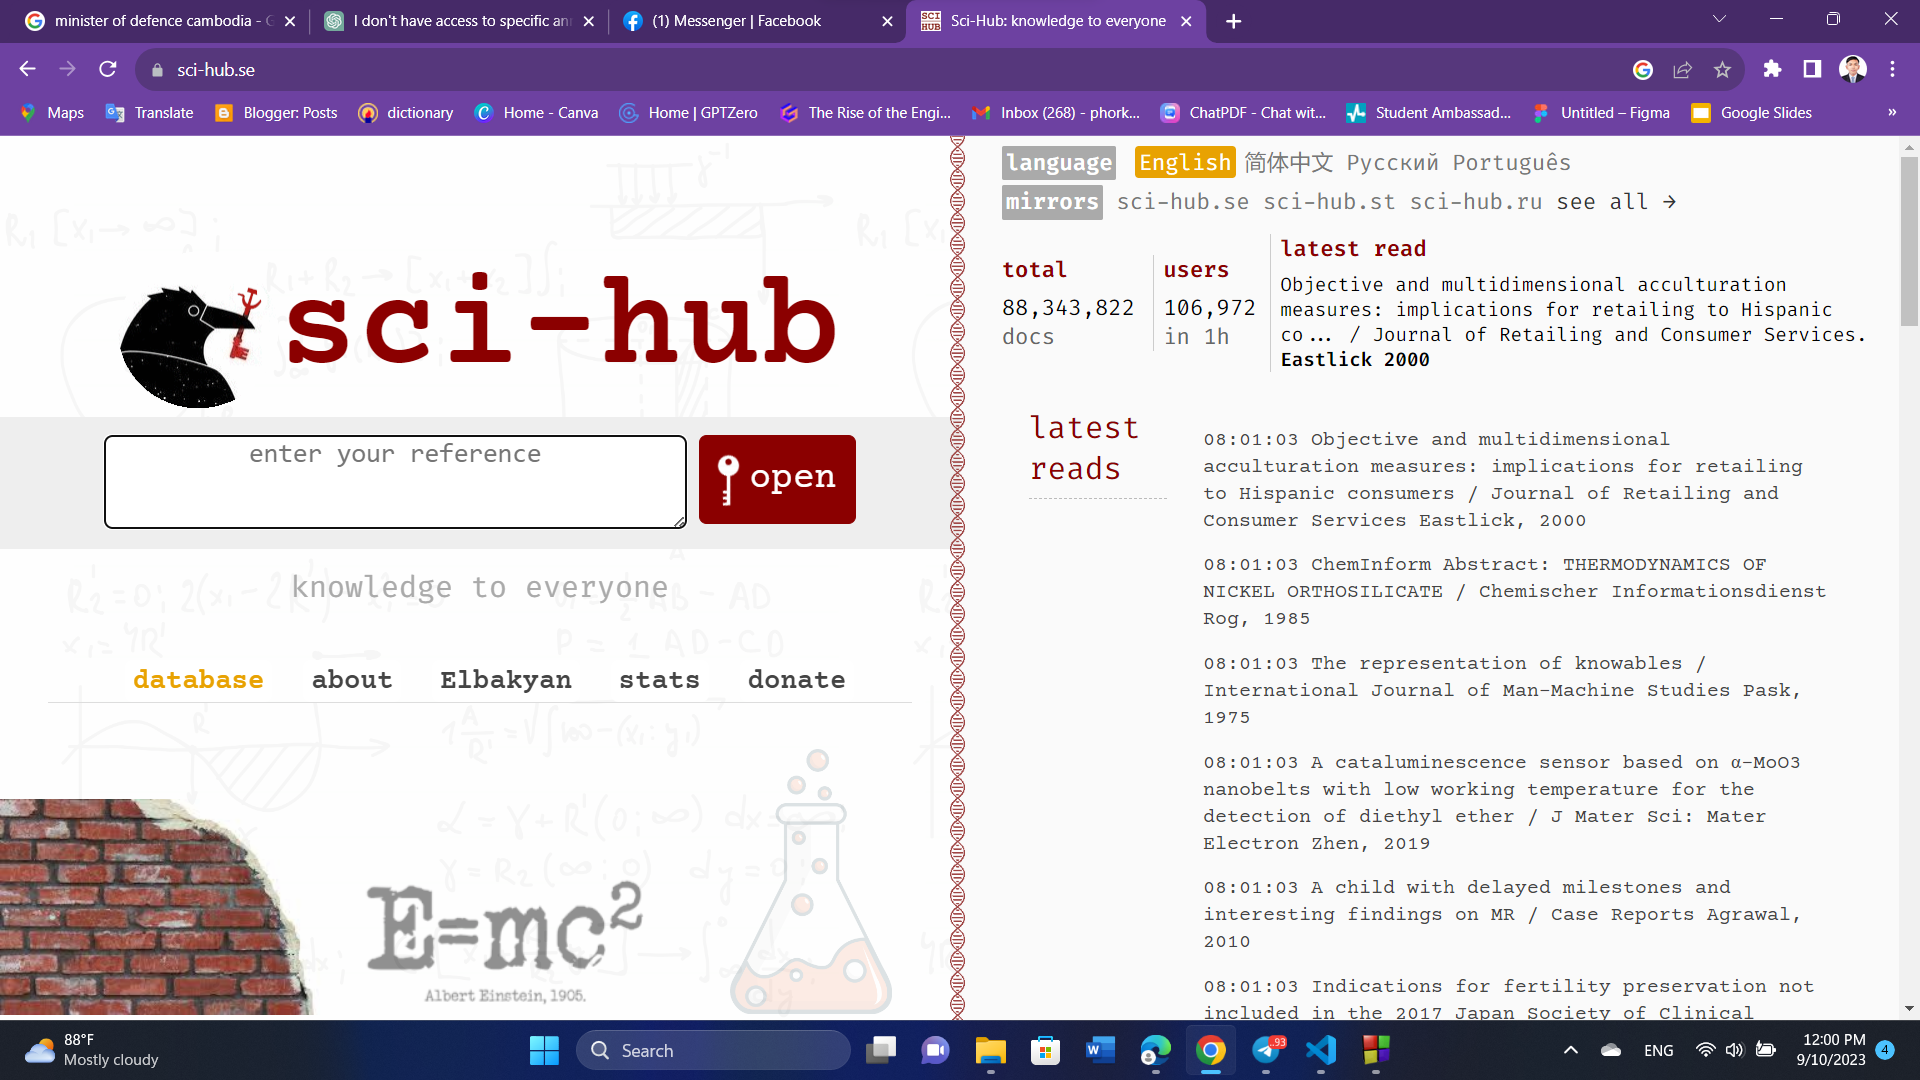 minister of defence cambodia - G
I don't have access to specific ann
(1) Messenger | Facebook
Sci-Hub: knowledge to everyone
sci-hub.se
Maps
Translate
Blogger: Posts
dictionary
Home - Canva
Home | GPTZero
The Rise of the Engi...
Inbox (268) - phork...
ChatPDF - Chat wit...
Student Ambassad...
Untitled – Figma
Google Slides
»
sci-hub
enter your reference
open
knowledge to everyone
database about Elbakyan stats donate
E=mc²
Albert Einstein, 1905.
language English 简体中文 Русский Português
mirrors sci-hub.se sci-hub.st sci-hub.ru see all →
total
88,343,822
docs
users
106,972
in 1h
latest read
Objective and multidimensional acculturation
measures: implications for retailing to Hispanic
co... / Journal of Retailing and Consumer Services.
Eastlick 2000
latest
reads
08:01:03 Objective and multidimensional
acculturation measures: implications for retailing
to Hispanic consumers / Journal of Retailing and
Consumer Services Eastlick, 2000
08:01:03 ChemInform Abstract: THERMODYNAMICS OF
NICKEL ORTHOSILICATE / Chemischer Informationsdienst
Rog, 1985
08:01:03 The representation of knowables /
International Journal of Man-Machine Studies Pask,
1975
08:01:03 A cataluminescence sensor based on α-MoO3
nanobelts with low working temperature for the
detection of diethyl ether / J Mater Sci: Mater
Electron Zhen, 2019
08:01:03 A child with delayed milestones and
interesting findings on MR / Case Reports Agrawal,
2010
08:01:03 Indications for fertility preservation not
included in the 2017 Japan Society of Clinical
88°F
Mostly cloudy
Search
93
ENG
12:00 PM
9/10/2023
4